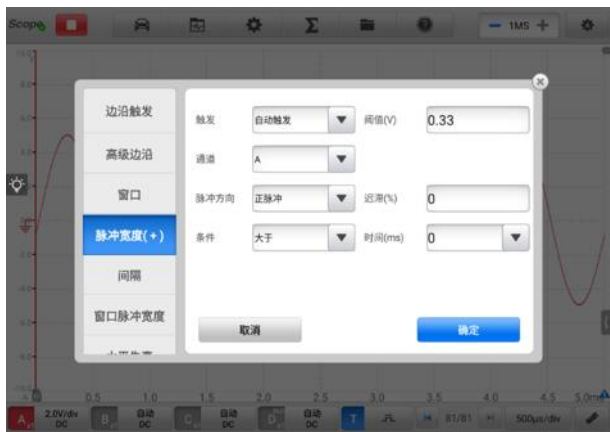 Scope
1MS
8.0
边沿触发
高级边沿
窗口
脉冲宽度(+)
间隔
窗口脉冲宽度
触发 自动触发 阈值(V) 0.33
通道 A
脉冲方向 正脉冲 迟滞(%) 0
条件 大于 时间(ms) 0
取消 确定
0.5 1.0 1.5 2.0 2.5 3.0 3.5 4.0 4.5 5.0m
A 2.0V/div DC B 自动 DC C 自动 DC D 自动 DC T 81/81 500μs/div